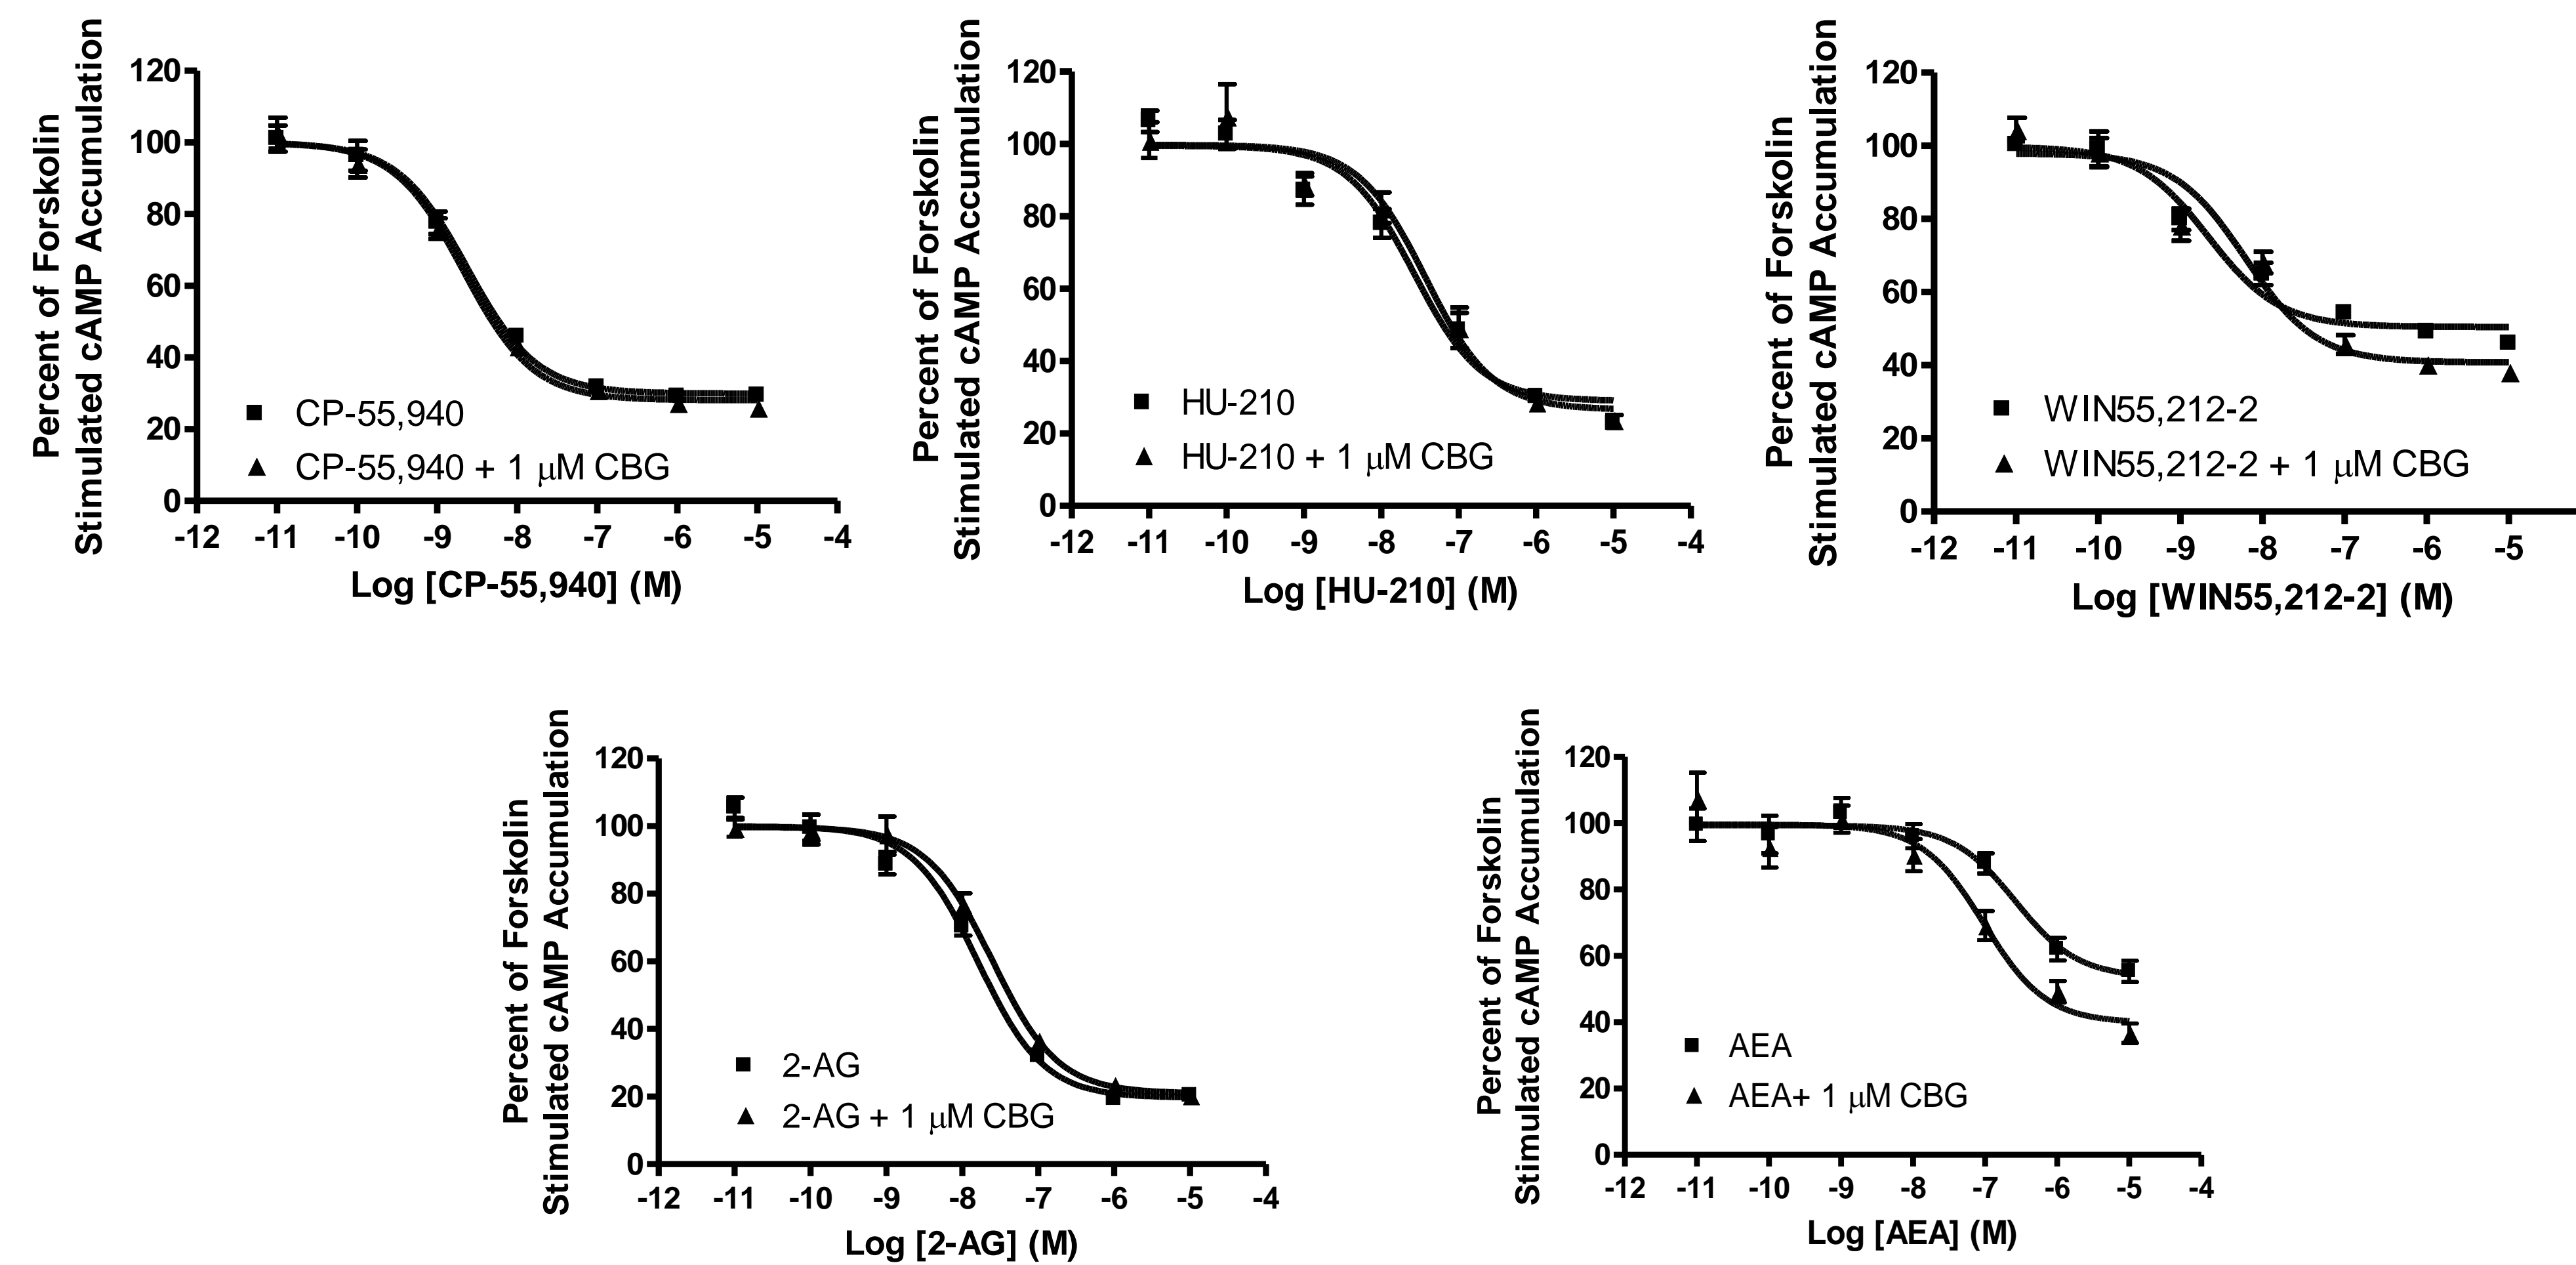 Percent of Forskolin
Stimulated cAMP Accumulation
120
100
80
60
40
20
0
CP-55,940
CP-55,940 + 1 μM CBG
-12 -11 -10 -9 -8 -7 -6 -5 -4
Log [CP-55,940] (M)
Percent of Forskolin
Stimulated cAMP Accumulation
120
100
80
60
40
20
0
HU-210
HU-210 + 1 μM CBG
-12 -11 -10 -9 -8 -7 -6 -5 -4
Log [HU-210] (M)
Percent of Forskolin
Stimulated cAMP Accumulation
120
100
80
60
40
20
0
WIN55,212-2
WIN55,212-2 + 1 μM CBG
-12 -11 -10 -9 -8 -7 -6 -5
Log [WIN55,212-2] (M)
Percent of Forskolin
Stimulated cAMP Accumulation
120
100
80
60
40
20
0
2-AG
2-AG + 1 μM CBG
-12 -11 -10 -9 -8 -7 -6 -5 -4
Log [2-AG] (M)
Percent of Forskolin
Stimulated cAMP Accumulation
120
100
80
60
40
20
0
AEA
AEA+ 1 μM CBG
-12 -11 -10 -9 -8 -7 -6 -5 -4
Log [AEA] (M)